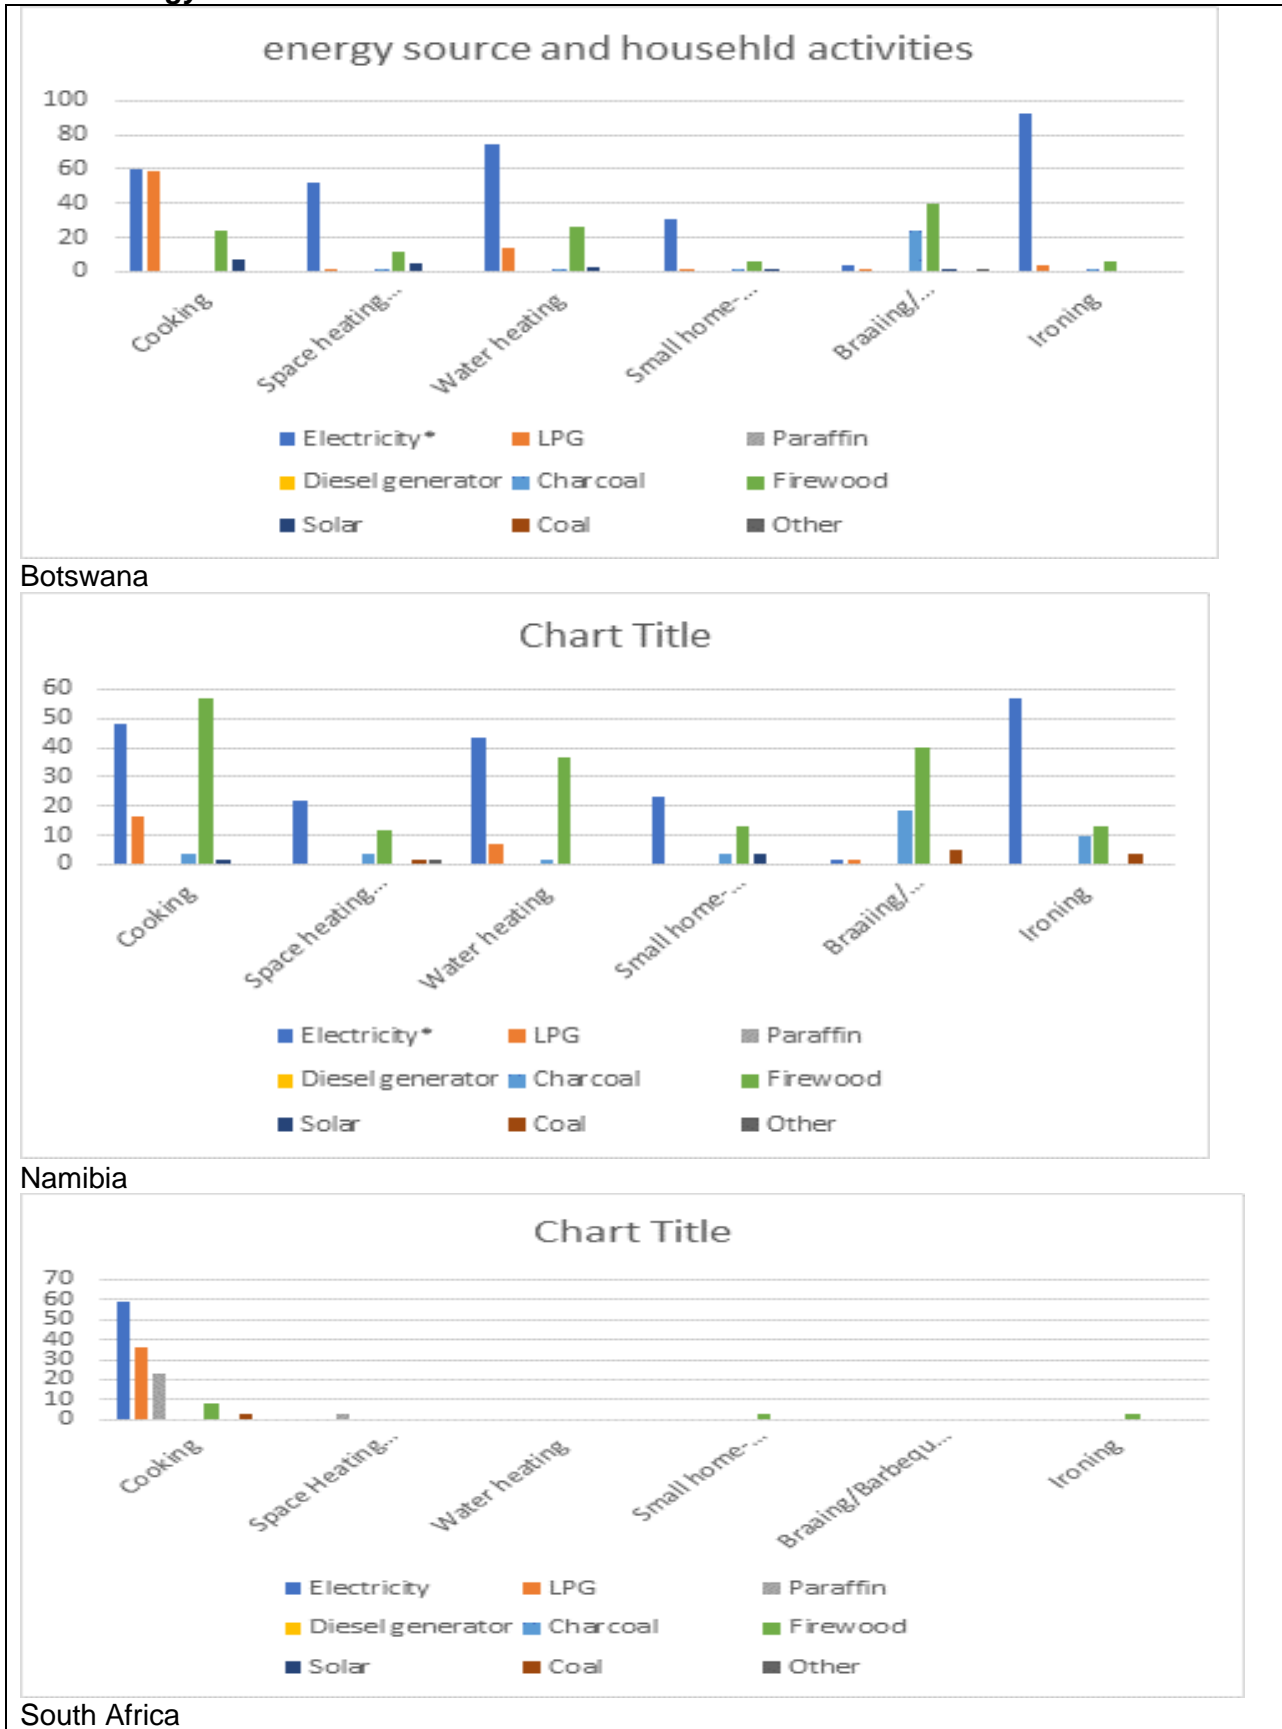 energy source and househld activities
100
80
60
40
20
0
Cooking
Space heating...
Water heating
Small home-...
Braaiing/...
Ironing
Electricity* LPG Paraffin
Diesel generator Charcoal Firewood
Solar Coal Other
Botswana
Chart Title
60
50
40
30
20
10
0
Cooking
Space heating...
Water heating
Small home-...
Braaiing/...
Ironing
Electricity* LPG Paraffin
Diesel generator Charcoal Firewood
Solar Coal Other
Namibia
Chart Title
70
60
50
40
30
20
10
0
Cooking
Space Heating...
Water heating
Small home-...
Braaing/Barbequ...
Ironing
Electricity LPG Paraffin
Diesel generator Charcoal Firewood
Solar Coal Other
South Africa